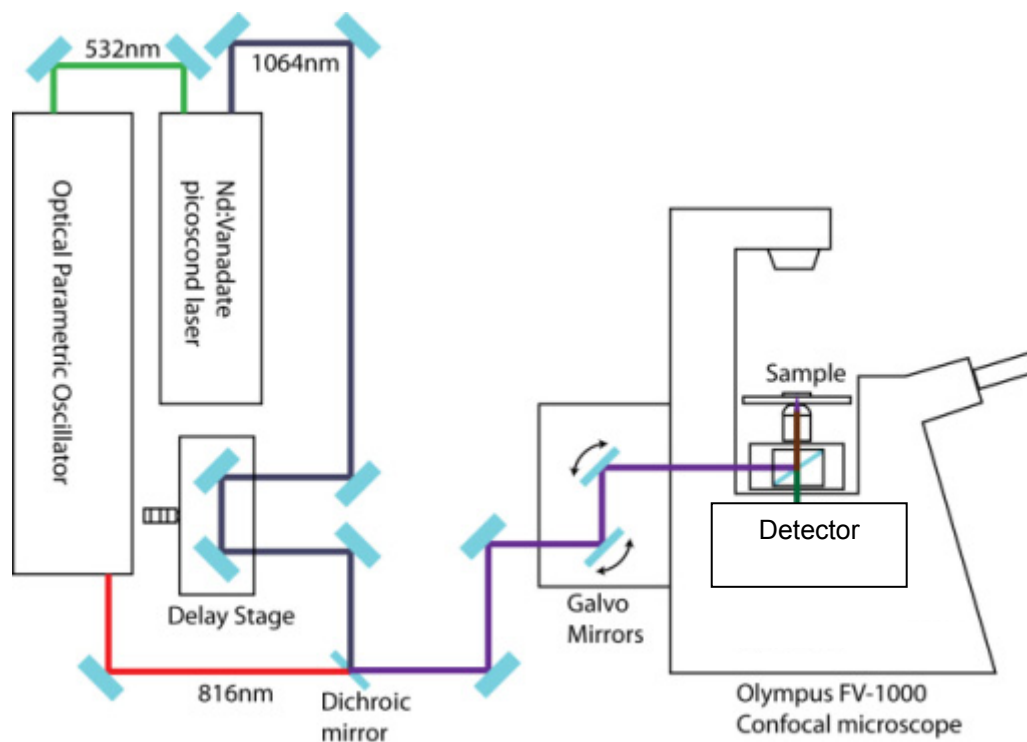 532nm
1064nm
Optical Parametric Oscillator
Nd:Vanadate
picoscond laser
Sample
Detector
Delay Stage
Galvo
Mirrors
816nm
Dichroic
mirror
Olympus FV-1000
Confocal microscope